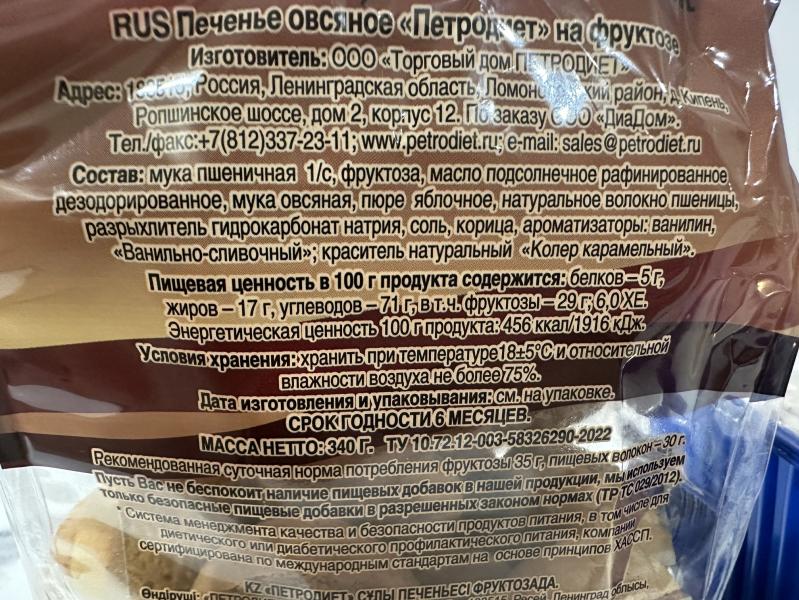 RUS Печенье овсяное «Петродиет» на фруктозе
Изготовитель: ООО «Торговый дом ПЕТРОДИЕТ»
Адрес: Россия, Ленинградская область, район, д. Кипень,
Ропшинское шоссе, дом 2, корпус 12. По заказу ООО «ДиаДом».
Тел./факс:+7(812)337-23-11; www.petrodiet.ru; e-mail: sales@petrodiet.ru
Состав: мука пшеничная 1/с, фруктоза, масло подсолнечное рафинированное
дезодорированное, мука овсяная, пюре яблочное, натуральное волокно пшеницы,
разрыхлитель гидрокарбонат натрия, соль, корица, ароматизаторы: ванилин,
«Ванильно-сливочный»; краситель натуральный «Колер карамельный».
Пищевая ценность в 100 г продукта содержится: белков – 5 г,
жиров – 17 г, углеводов – 71 г, в т.ч. фруктозы – 29 г; 6,0 ХЕ.
Энергетическая ценность 100 г продукта: 456 ккал/1916 кДж.
Условия хранения: хранить при температуре 18±5°С и относительной
влажности воздуха не более 75%.
Дата изготовления и упаковывания: см. на упаковке.
СРОК ГОДНОСТИ 6 МЕСЯЦЕВ.
МАССА НЕТТО: 340 Г. ТУ 10.72.12-003-58326290-2022
Рекомендованная суточная норма потребления фруктозы 35 г, пищевых волокон – 30 г.
Пусть Вас не беспокоит наличие пищевых добавок в нашей продукции, мы используем
только безопасные пищевые добавки в разрешенных законом нормах (ТР ТС 029/2012).
* Система менеджмента качества и безопасности продуктов питания, в том числе для
диетического или диабетического профилактического питания, компании
сертифицирована по международным стандартам на основе принципов ХАССП.
KZ «ПЕТРОДИЕТ» СҰЛЫ ПЕЧЕНЬЕСІ ФРУКТОЗАДА.
Өндіруші: Ресей, Ленинград облысы,